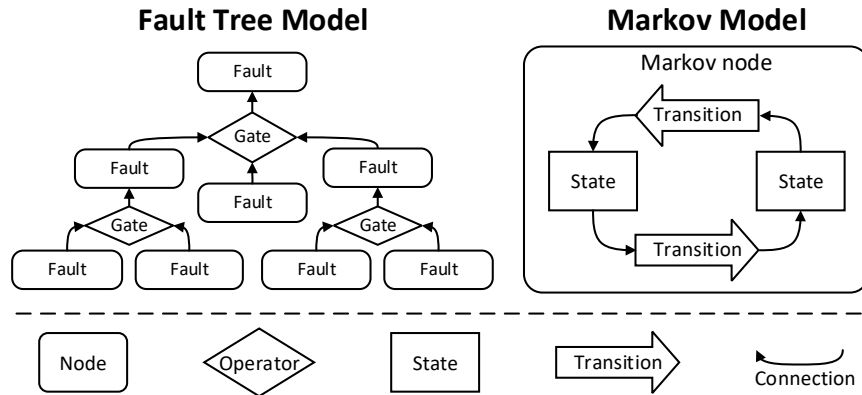 Fault Tree Model
Markov Model
Fault
Gate
Fault
Fault
Fault
Gate
Gate
Fault
Fault
Fault
Fault
Markov node
Transition
State
State
Transition
Node
Operator
State
Transition
Connection